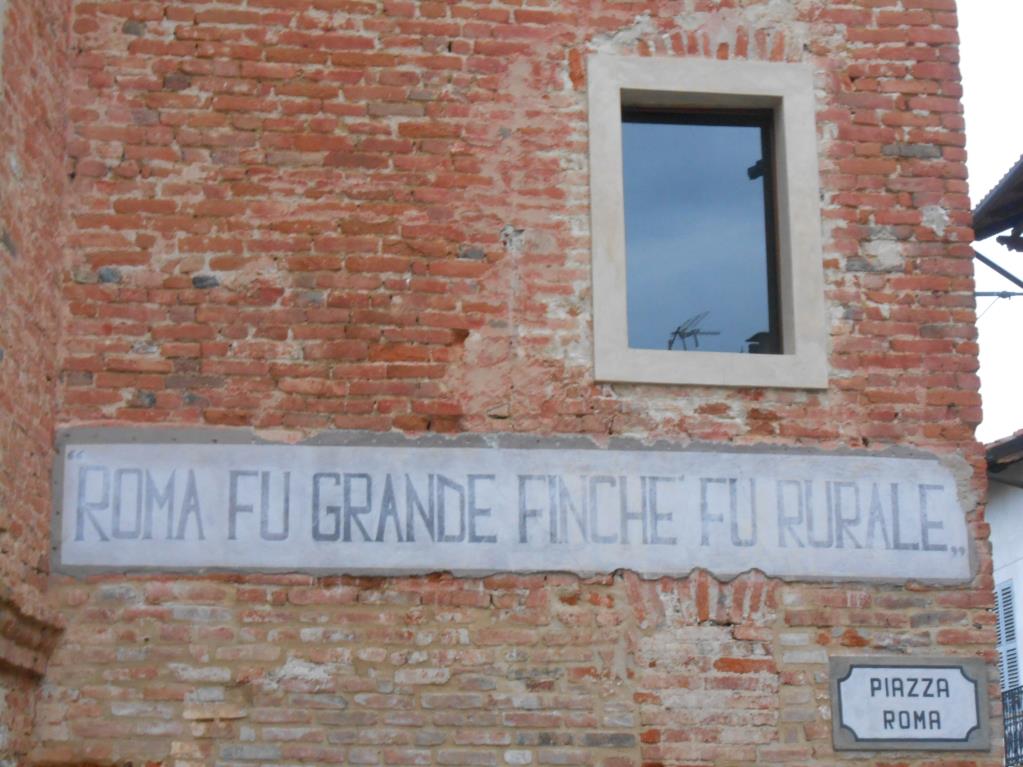 “ROMA FU GRANDE FINCHE' FU RURALE„
PIAZZA
ROMA